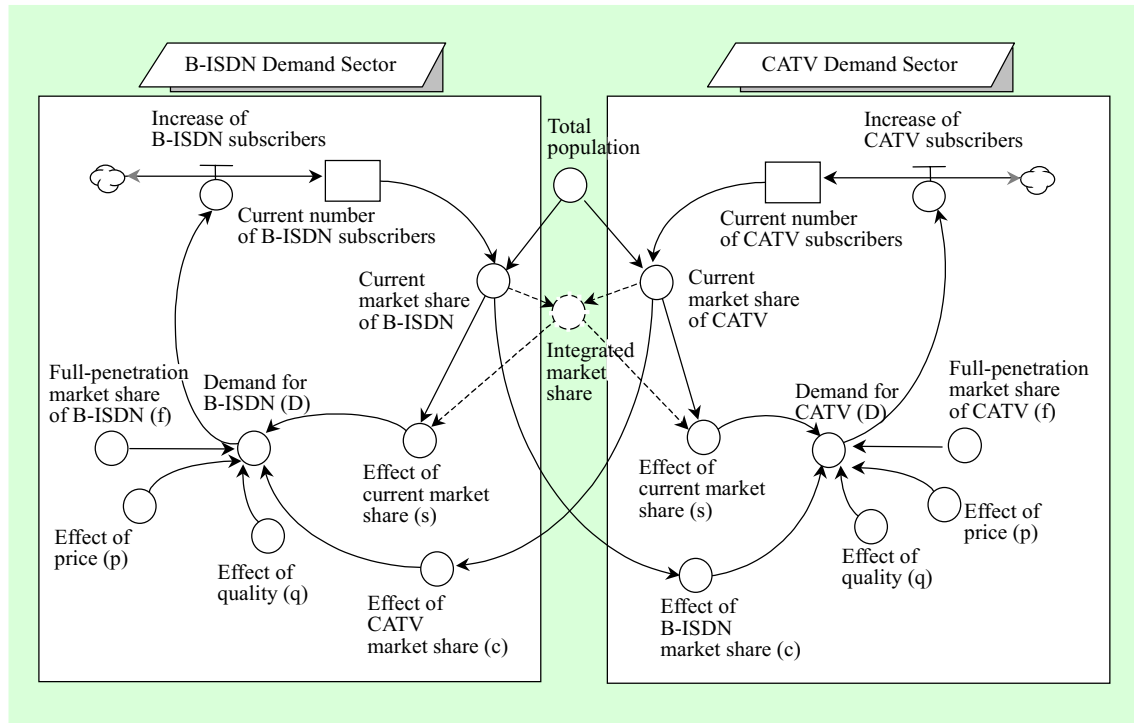 B-ISDN Demand Sector
CATV Demand Sector
Increase of
B-ISDN subscribers
Total
population
Increase of
CATV subscribers
Current number
of B-ISDN subscribers
Current number
of CATV subscribers
Current
market share
of B-ISDN
Current
market share
of CATV
Integrated
market
share
Full-penetration
market share
of B-ISDN (f)
Demand for
B-ISDN (D)
Demand for
CATV (D)
Full-penetration
market share
of CATV (f)
Effect of
current market
share (s)
Effect of
current market
share (s)
Effect of
price (p)
Effect of
quality (q)
Effect of
CATV
market share (c)
Effect of
B-ISDN
market share (c)
Effect of
quality (q)
Effect of
price (p)